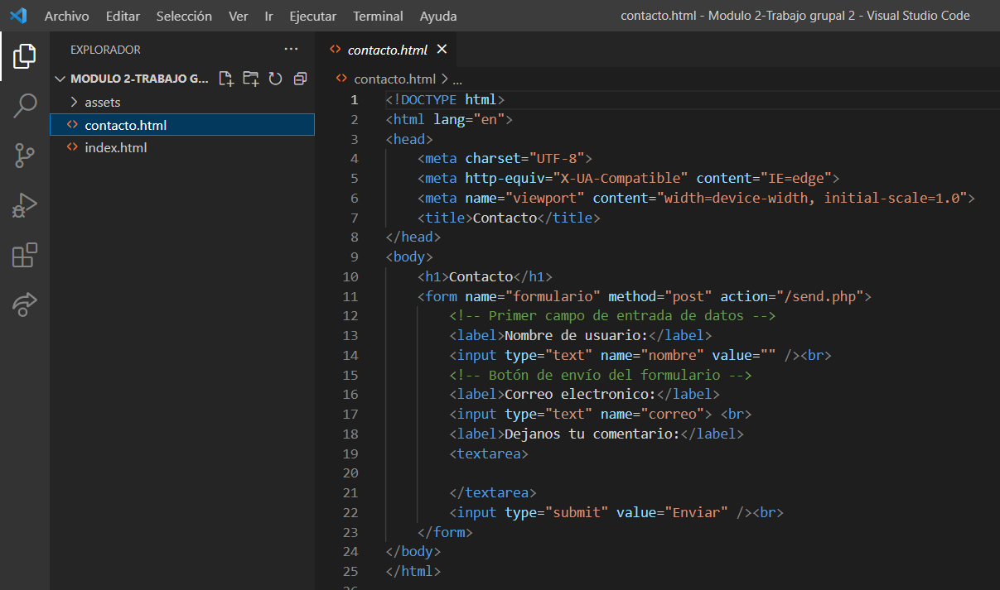 Archivo Editar Selección Ver Ir Ejecutar Terminal Ayuda contacto.html - Modulo 2-Trabajo grupal 2 - Visual Studio Code
EXPLORADOR ···
MODULO 2-TRABAJO G...
assets
contacto.html
index.html
contacto.html
contacto.html > ...
1 <!DOCTYPE html>
2 <html lang="en">
3 <head>
4     <meta charset="UTF-8">
5     <meta http-equiv="X-UA-Compatible" content="IE=edge">
6     <meta name="viewport" content="width=device-width, initial-scale=1.0">
7     <title>Contacto</title>
8 </head>
9 <body>
10     <h1>Contacto</h1>
11     <form name="formulario" method="post" action="/send.php">
12         <!-- Primer campo de entrada de datos -->
13         <label>Nombre de usuario:</label>
14         <input type="text" name="nombre" value="" /><br>
15         <!-- Botón de envío del formulario -->
16         <label>Correo electronico:</label>
17         <input type="text" name="correo"> <br>
18         <label>Dejanos tu comentario:</label>
19         <textarea>
20
21         </textarea>
22         <input type="submit" value="Enviar" /><br>
23     </form>
24 </body>
25 </html>
26